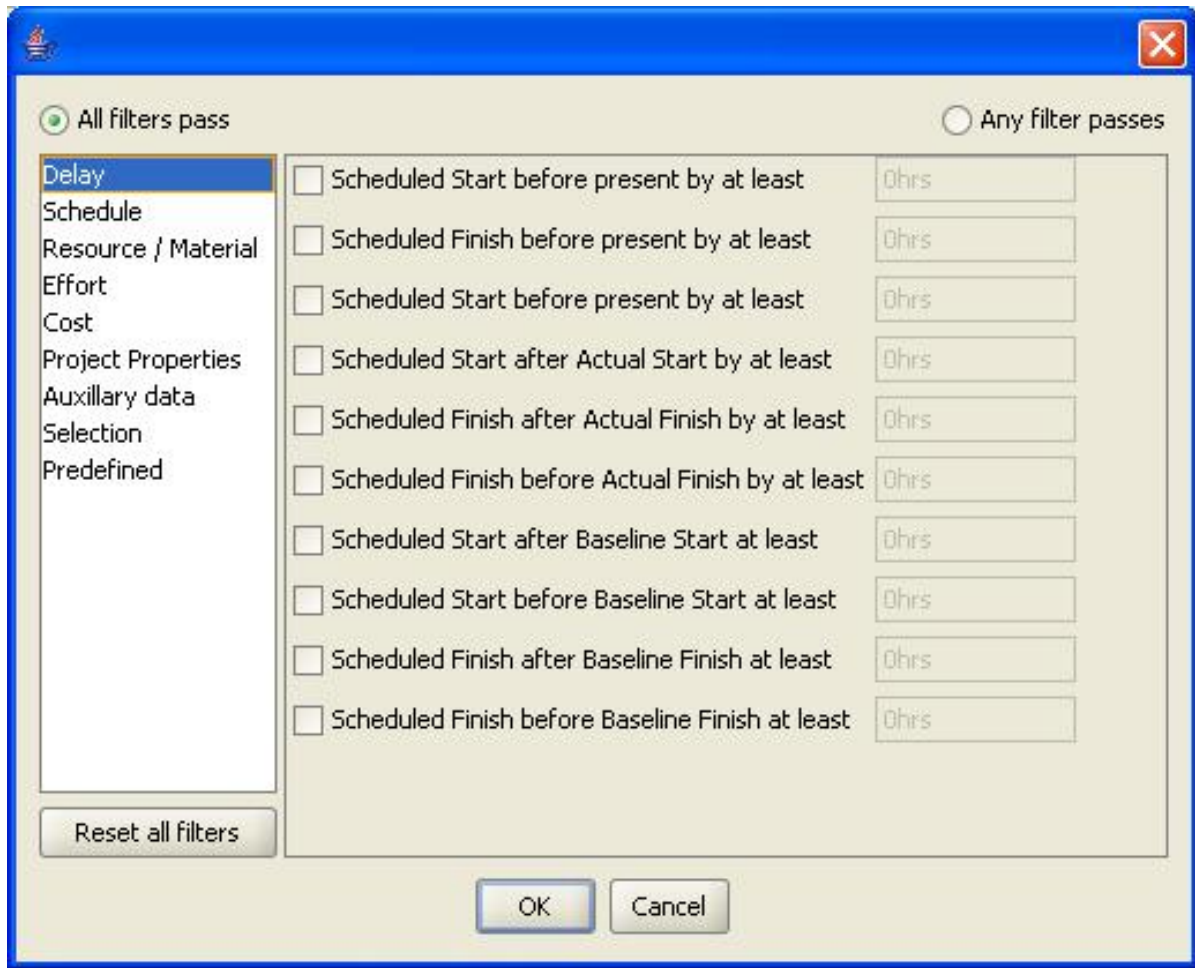 All filters pass
Any filter passes
Delay
Schedule
Resource / Material
Effort
Cost
Project Properties
Auxillary data
Selection
Predefined
Reset all filters
Scheduled Start before present by at least 0hrs
Scheduled Finish before present by at least 0hrs
Scheduled Start before present by at least 0hrs
Scheduled Start after Actual Start by at least 0hrs
Scheduled Finish after Actual Finish by at least 0hrs
Scheduled Finish before Actual Finish by at least 0hrs
Scheduled Start after Baseline Start at least 0hrs
Scheduled Start before Baseline Start at least 0hrs
Scheduled Finish after Baseline Finish at least 0hrs
Scheduled Finish before Baseline Finish at least 0hrs
OK Cancel